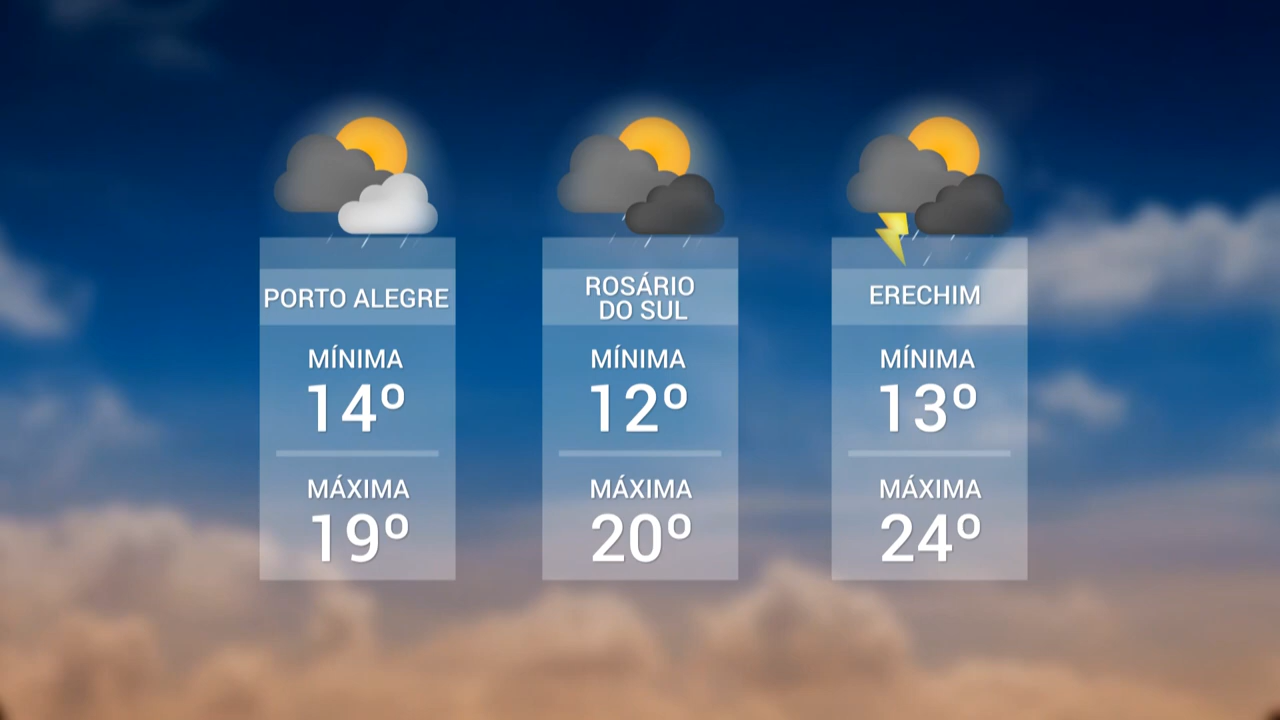 PORTO ALEGRE
MÍNIMA
14º
MÁXIMA
19º
ROSÁRIO
DO SUL
MÍNIMA
12º
MÁXIMA
20º
ERECHIM
MÍNIMA
13º
MÁXIMA
24º